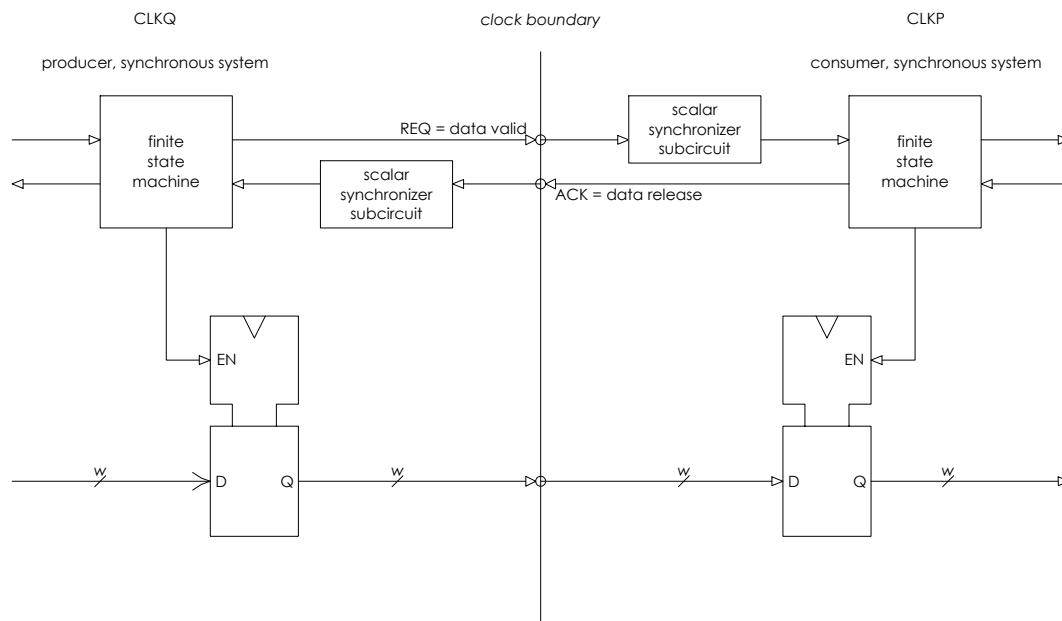 CLKQ
clock boundary
CLKP
producer, synchronous system
consumer, synchronous system
finite
state
machine
REQ = data valid
scalar
synchronizer
subcircuit
finite
state
machine
scalar
synchronizer
subcircuit
ACK = data release
EN
EN
w
D
Q
w
w
D
Q
w